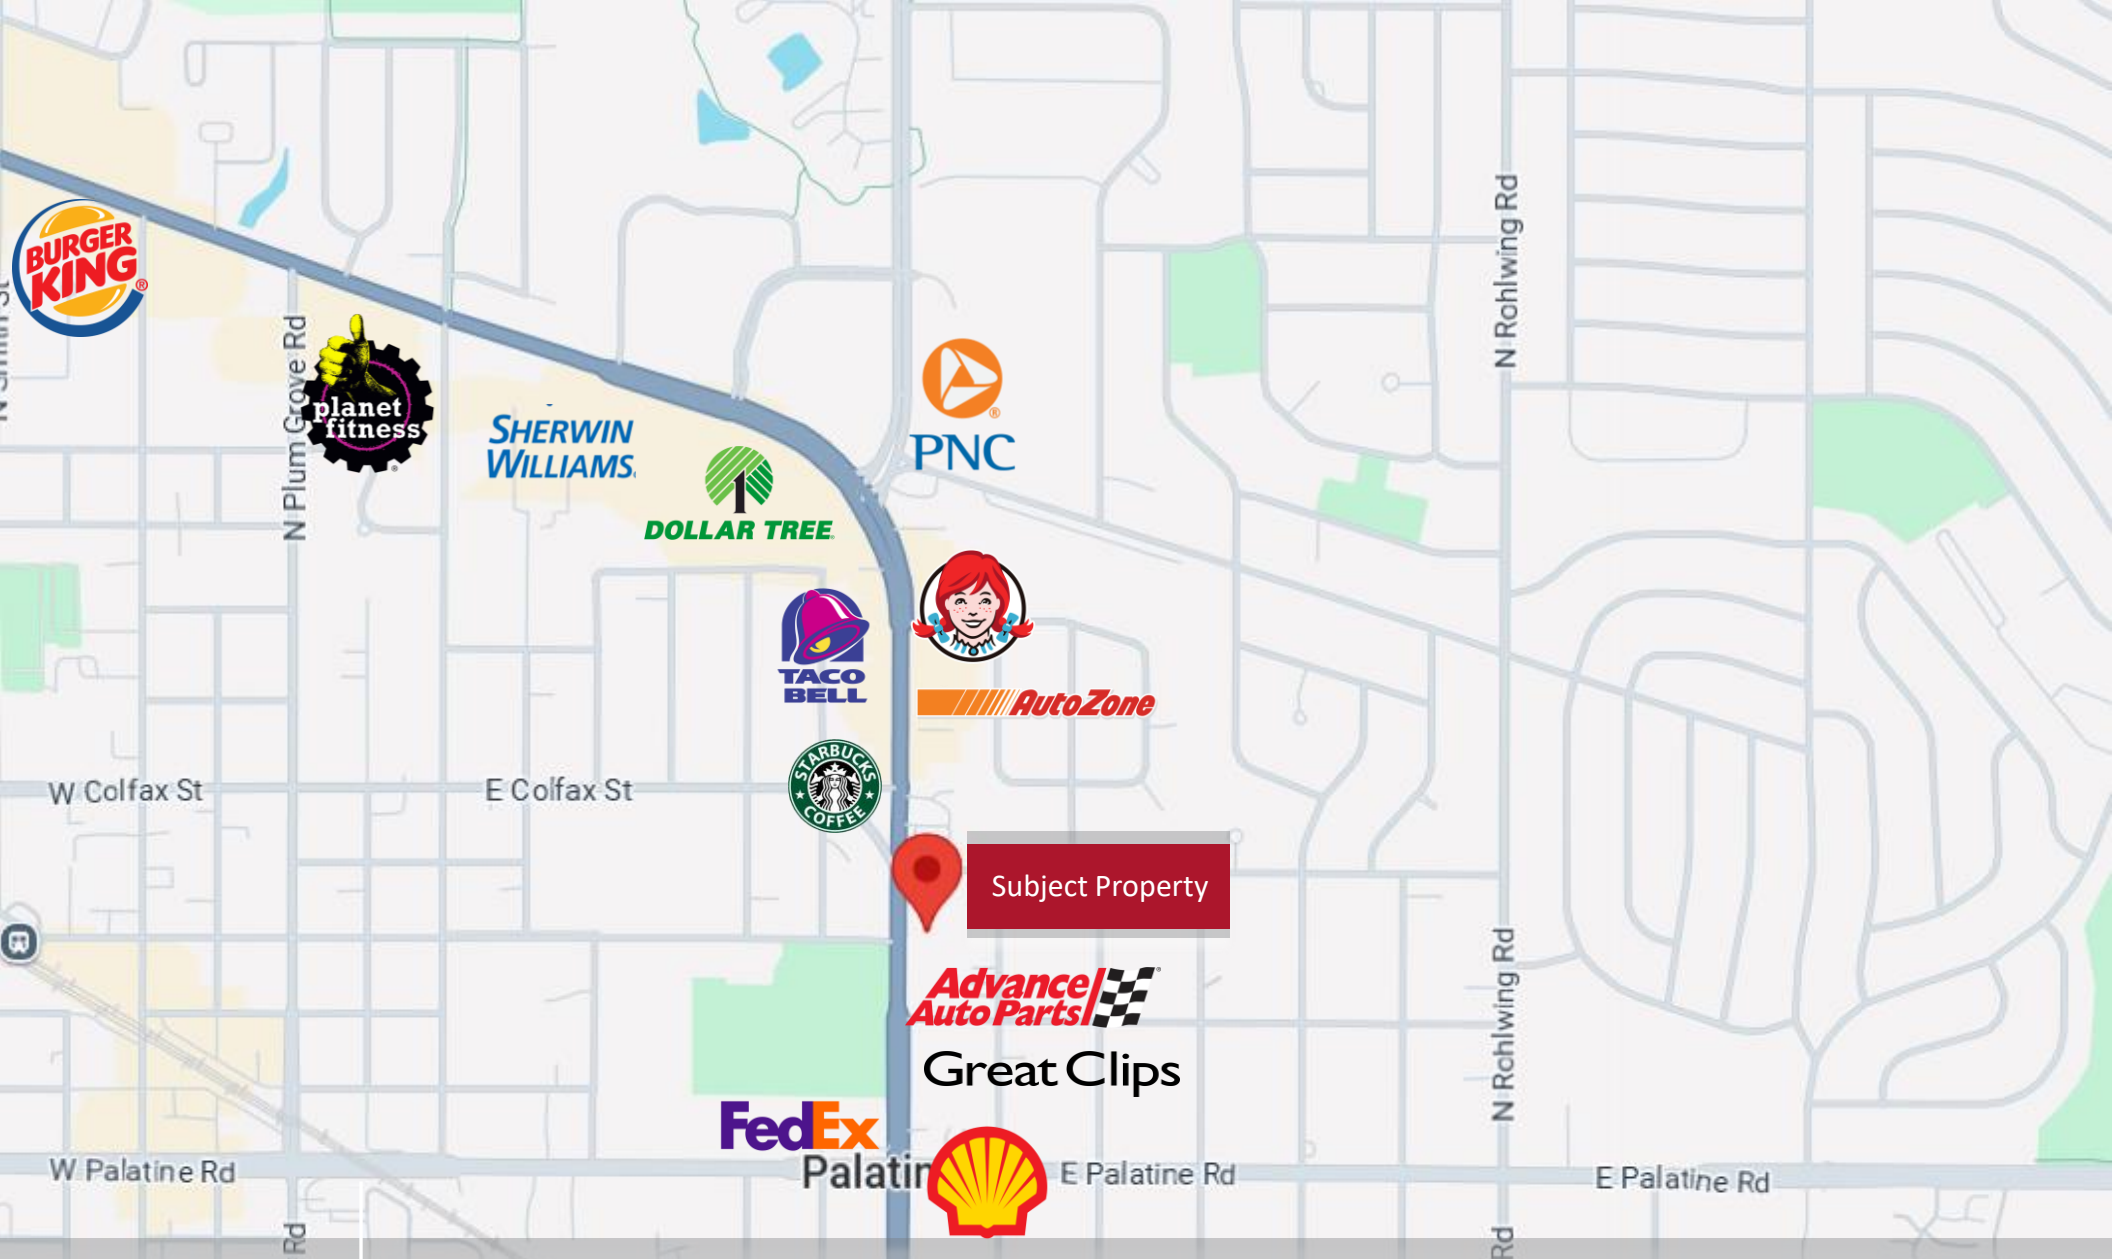 N Rohlwing Rd
BURGER
KING®
N Plum Grove Rd
planet
fitness
SHERWIN
WILLIAMS.
PNC
DOLLAR TREE
TACO
BELL
AutoZone
STARBUCKS
COFFEE
W Colfax St
E Colfax St
Subject Property
N Rohlwing Rd
Advance
Auto Parts
Great Clips
FedEx
W Palatine Rd
Palatin
E Palatine Rd
E Palatine Rd
Rd
Rd